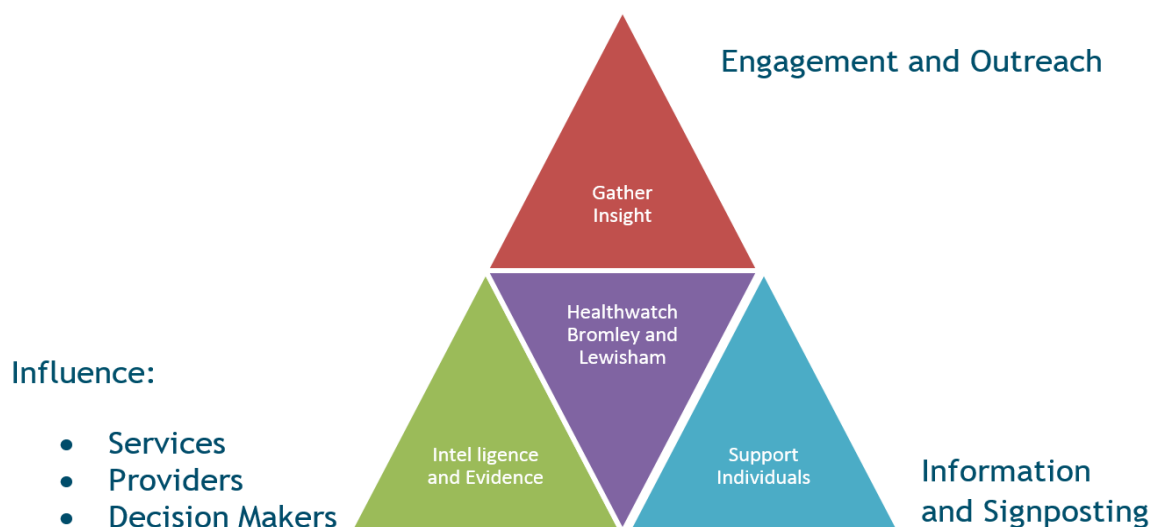 Engagement and Outreach
Gather
Insight
Healthwatch
Bromley and
Lewisham
Influence:
• Services
• Providers
• Decision Makers
Intel ligence
and Evidence
Support
Individuals
Information
and Signposting